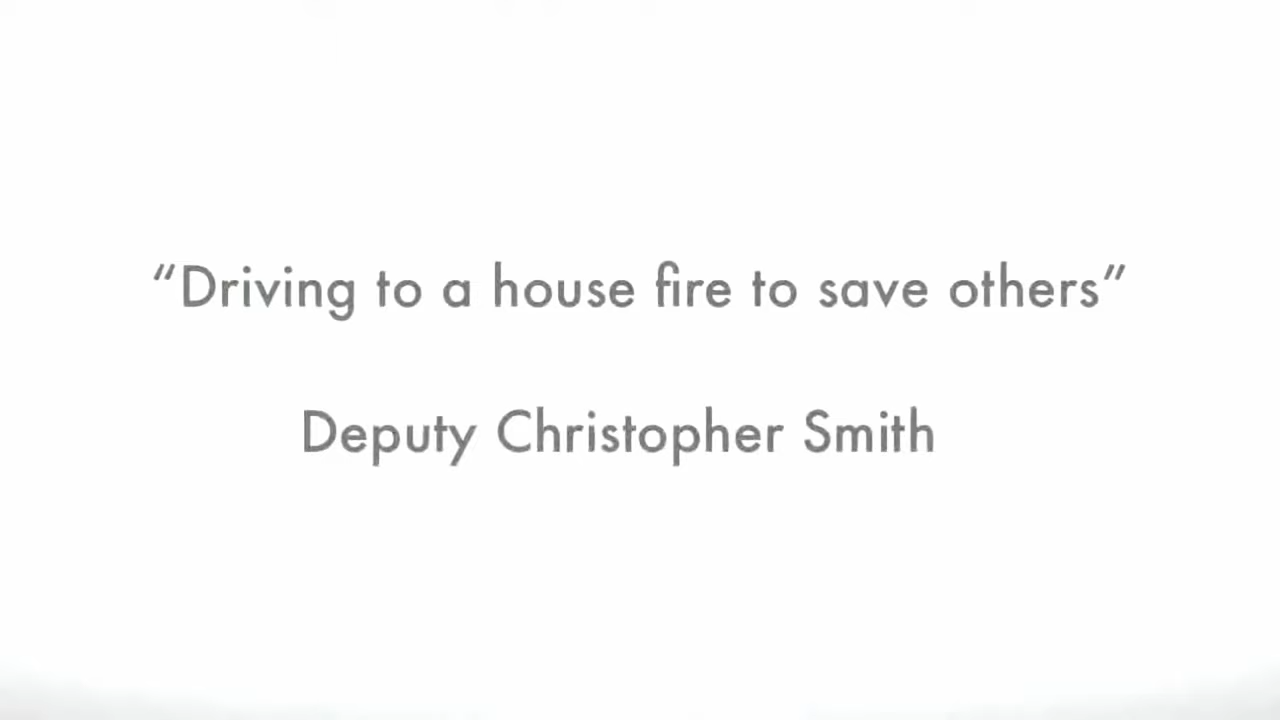 “Driving to a house fire to save others”
Deputy Christopher Smith